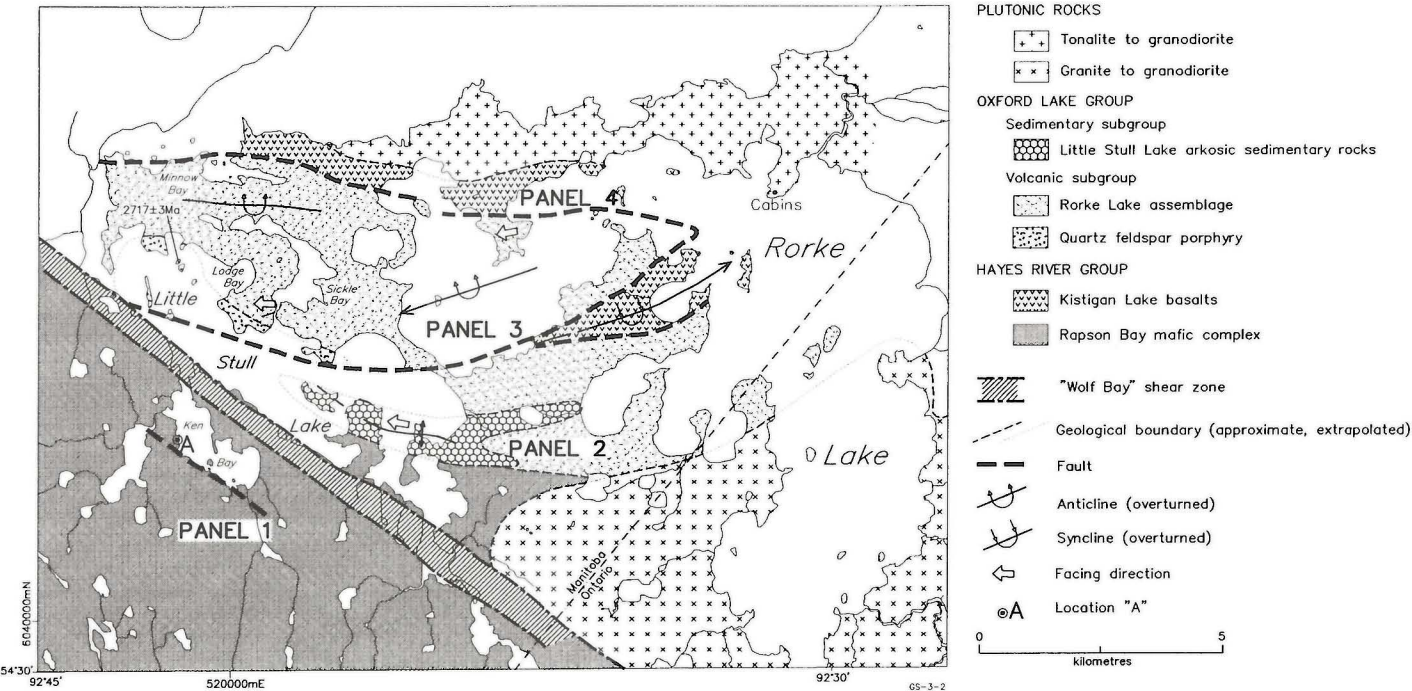 Minnow
Bay
2717±3Ma
PANEL 4
Cabins
Rorke
Lodge
Bay
Sickle
Bay
Little
PANEL 3
Stull
Lake
Ken
A
Bay
PANEL 2
Lake
PANEL 1
Manitoba
Ontario
6040000mN
54°30'
92°45'
520000mE
92°30'
GS-3-2
PLUTONIC ROCKS
Tonalite to granodiorite
Granite to granodiorite
OXFORD LAKE GROUP
Sedimentary subgroup
Little Stull Lake arkosic sedimentary rocks
Volcanic subgroup
Rorke Lake assemblage
Quartz feldspar porphyry
HAYES RIVER GROUP
Kistigan Lake basalts
Rapson Bay mafic complex
"Wolf Bay" shear zone
Geological boundary (approximate, extrapolated)
Fault
Anticline (overturned)
Syncline (overturned)
Facing direction
A Location "A"
0 5
kilometres